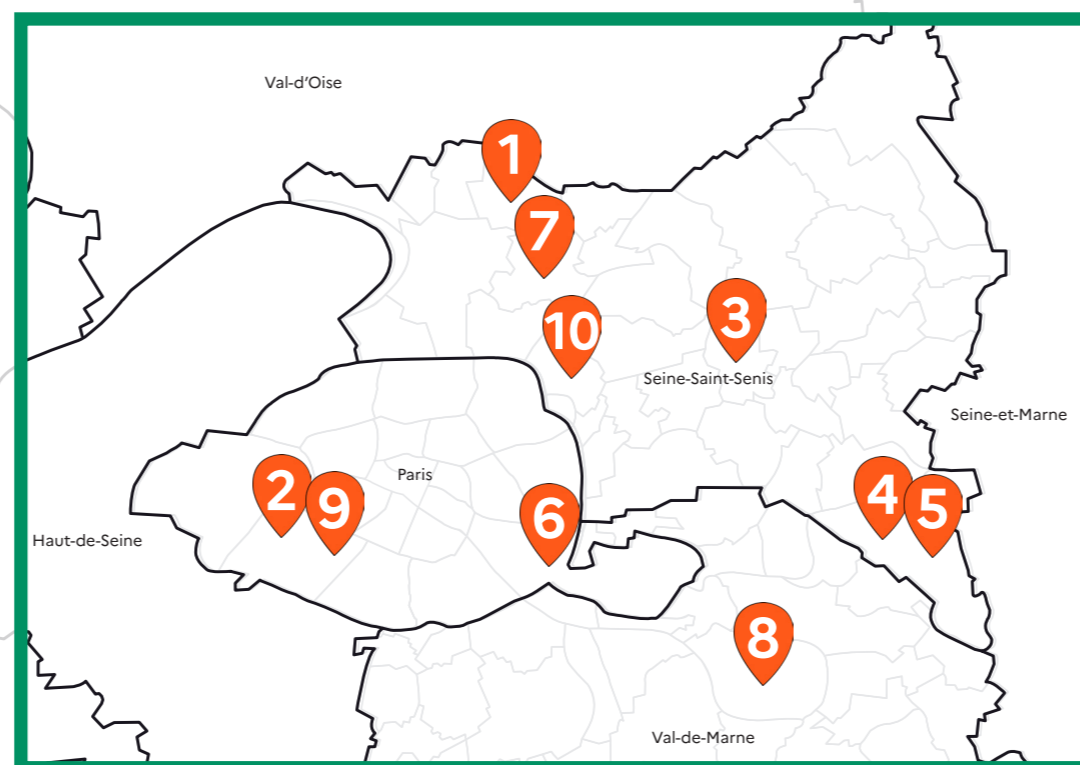 Val-d'Oise
1
7
10
3
Seine-Saint-Senis
Seine-et-Marne
Paris
2
9
6
4
5
Haut-de-Seine
8
Val-de-Marne